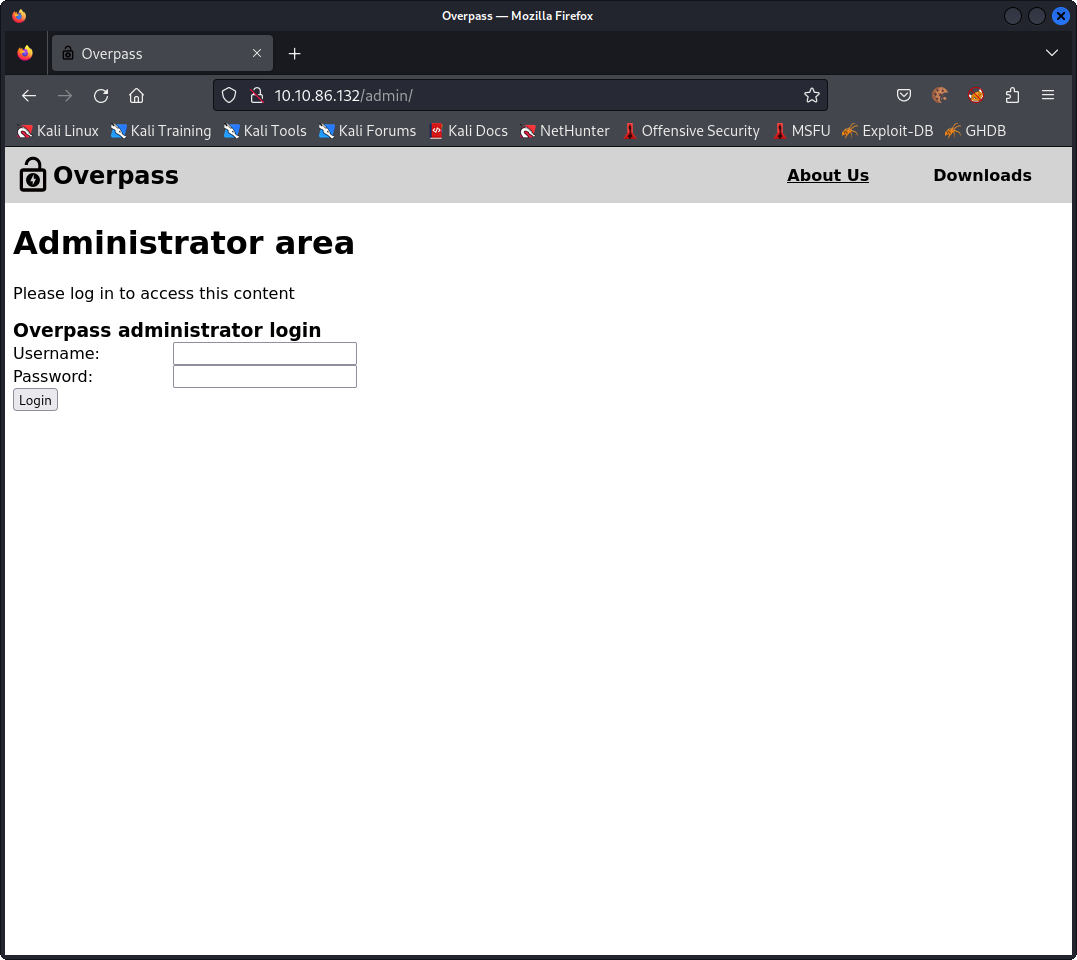 Overpass — Mozilla Firefox
Overpass
10.10.86.132/admin/
Kali Linux Kali Training Kali Tools Kali Forums Kali Docs NetHunter Offensive Security MSFU Exploit-DB GHDB
Overpass About Us Downloads
Administrator area
Please log in to access this content
Overpass administrator login
Username:
Password:
Login